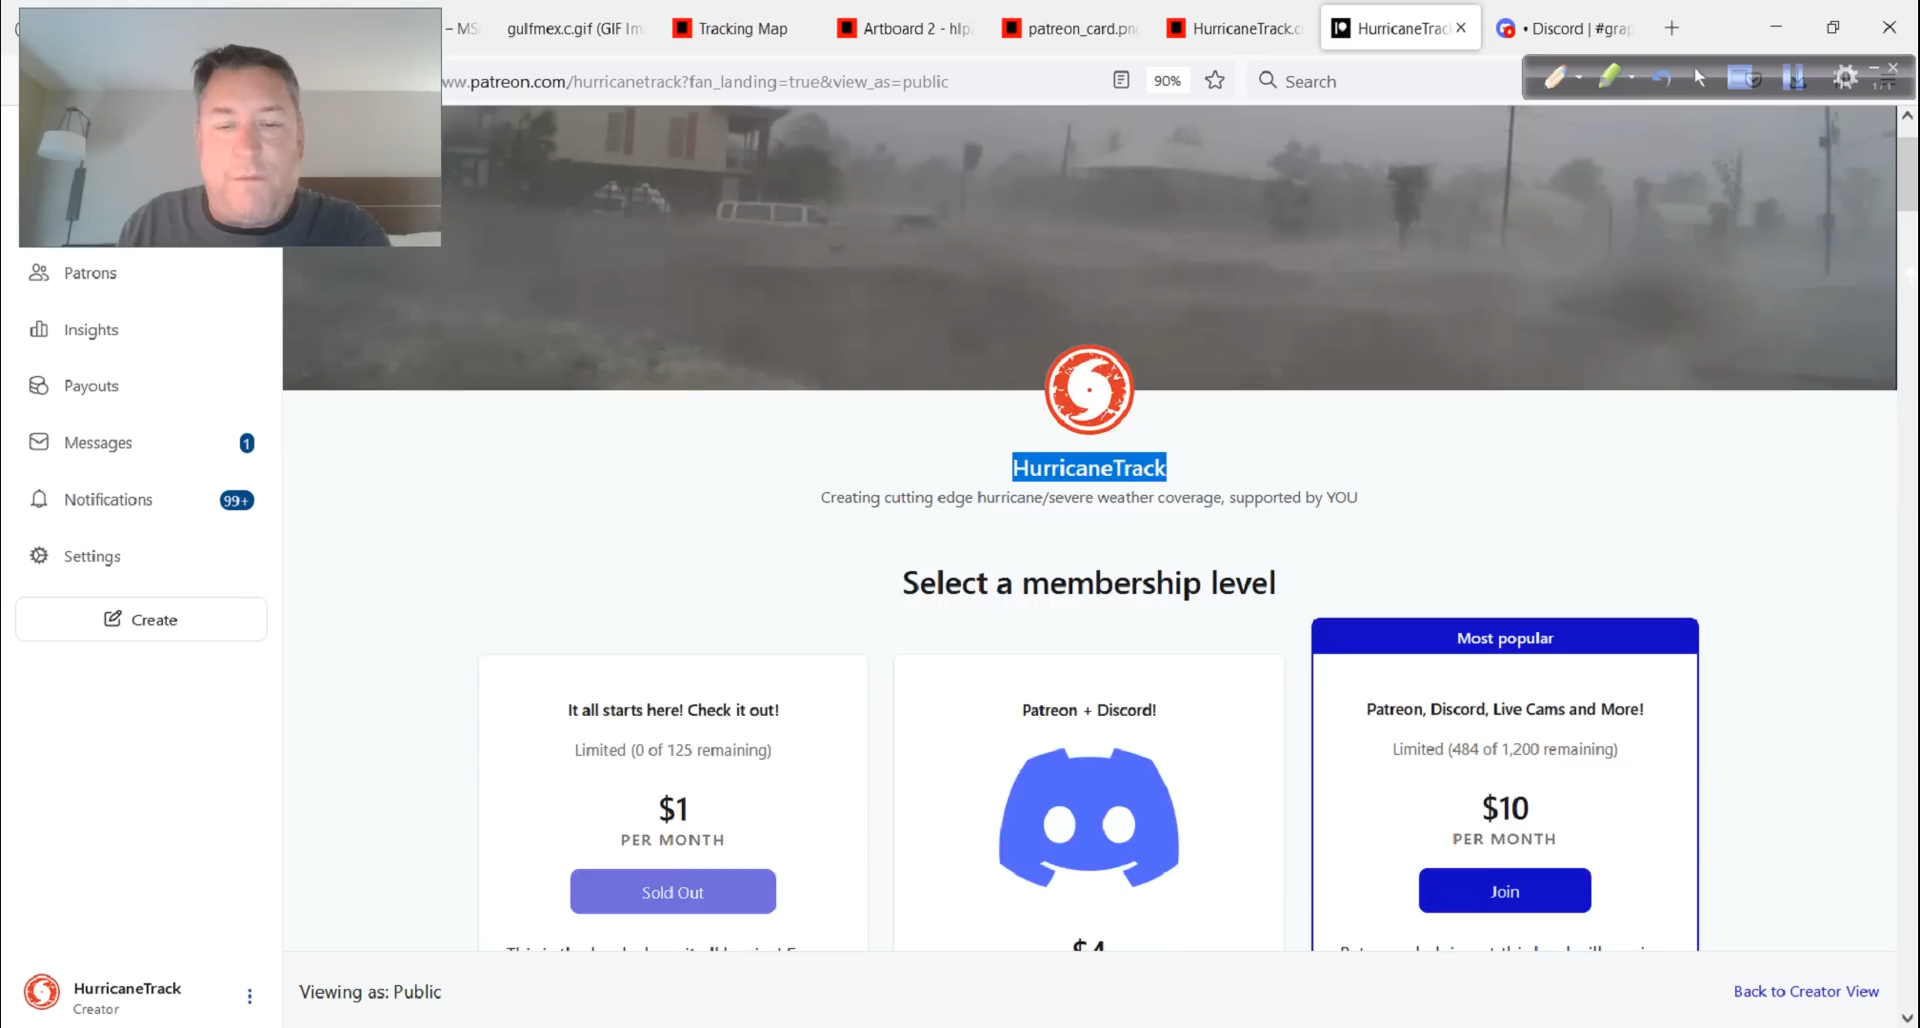 – MS
gulfmex.c.gif (GIF Im
Tracking Map
Artboard 2 - hlp
patreon_card.pn
HurricaneTrack.c
HurricaneTrac
• Discord | #grap
ww.patreon.com/hurricanetrack?fan_landing=true&view_as=public
90%
Search
1 / 1
Patrons
Insights
Payouts
Messages
1
Notifications
99+
Settings
Create
HurricaneTrack
Creating cutting edge hurricane/severe weather coverage, supported by YOU
Select a membership level
Most popular
It all starts here! Check it out!
Limited (0 of 125 remaining)
$1
PER MONTH
Sold Out
Patreon + Discord!
$4
Patreon, Discord, Live Cams and More!
Limited (484 of 1,200 remaining)
$10
PER MONTH
Join
HurricaneTrack
Creator
Viewing as: Public
Back to Creator View